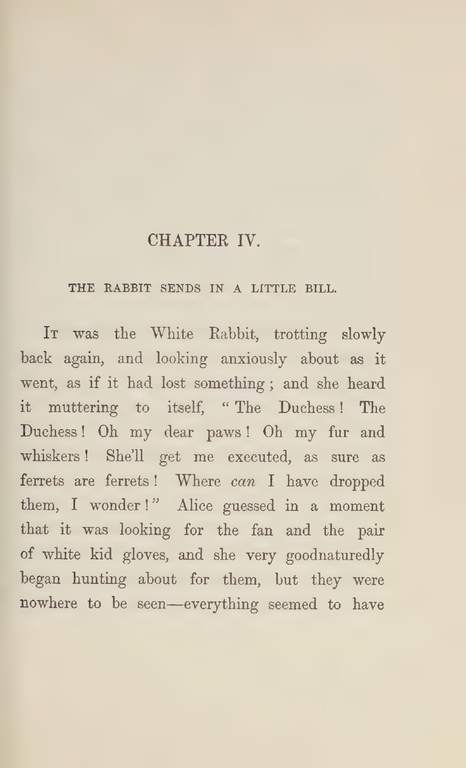 CHAPTER IV.
THE RABBIT SENDS IN A LITTLE BILL.
It was the White Rabbit, trotting slowly
back again, and looking anxiously about as it
went, as if it had lost something ; and she heard
it muttering to itself, “ The Duchess ! The
Duchess ! Oh my dear paws ! Oh my fur and
whiskers ! She’ll get me executed, as sure as
ferrets are ferrets ! Where can I have dropped
them, I wonder !” Alice guessed in a moment
that it was looking for the fan and the pair
of white kid gloves, and she very goodnaturedly
began hunting about for them, but they were
nowhere to be seen—everything seemed to have